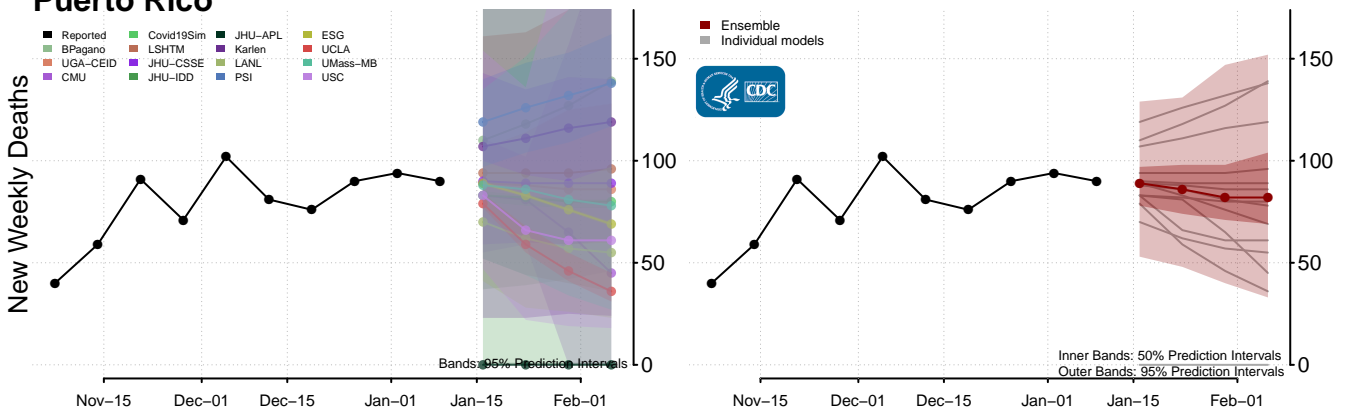 Puerto Rico
New Weekly Deaths
Reported Covid19Sim JHU−APL ESG
BPagano LSHTM Karlen UCLA
UGA−CEID JHU−CSSE LANL UMass−MB
CMU JHU−IDD PSI USC
150
100
50
0
Bands: 95% Prediction Intervals
Nov−15 Dec−01 Dec−15 Jan−01 Jan−15 Feb−01
Ensemble
Individual models
CDC
150
100
50
0
Inner Bands: 50% Prediction Intervals
Outer Bands: 95% Prediction Intervals
Nov−15 Dec−01 Dec−15 Jan−01 Jan−15 Feb−01